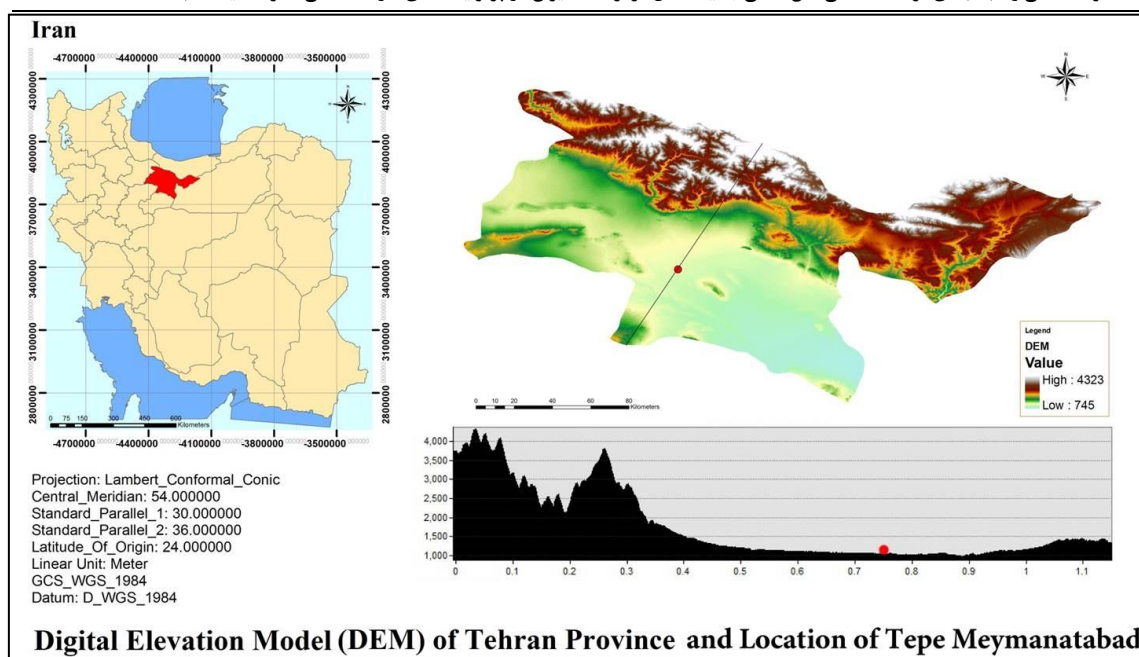 Iran
-4700000 -4400000 -4100000 -3800000 -3500000
4300000 4300000
4000000 4000000
3700000 3700000
3400000 3400000
3100000 3100000
2800000 2800000
0 75 150 300 450 600
Kilometers
-4700000 -4400000 -4100000 -3800000 -3500000
N
W E
S
Legend
DEM
Value
High : 4323
Low : 745
0 5 10 20 40 60 80
Kilometers
4,000
3,500
3,000
2,500
2,000
1,500
1,000
0 0.1 0.2 0.3 0.4 0.5 0.6 0.7 0.8 0.9 1 1.1
Projection: Lambert_Conformal_Conic
Central_Meridian: 54.000000
Standard_Parallel_1: 30.000000
Standard_Parallel_2: 36.000000
Latitude_Of_Origin: 24.000000
Linear Unit: Meter
GCS_WGS_1984
Datum: D_WGS_1984
Digital Elevation Model (DEM) of Tehran Province and Location of Tepe Meymanatabad